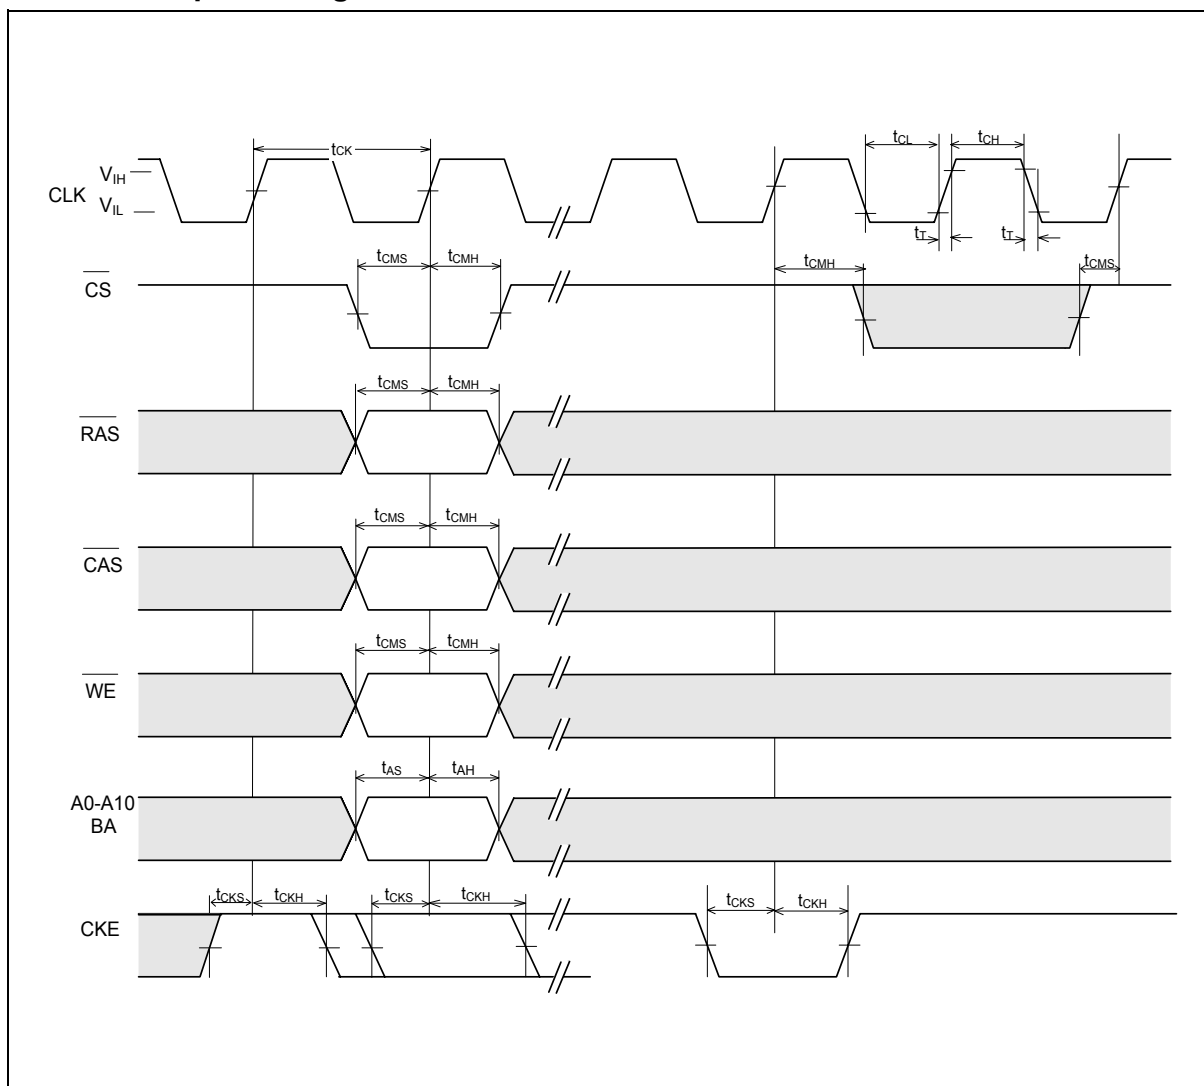 tCK
tCL
tCH
VIH
CLK
VIL
tT
tT
tCMS
tCMH
tCMH
tCMS
CS
tCMS
tCMH
RAS
tCMS
tCMH
CAS
tCMS
tCMH
WE
tAS
tAH
A0-A10
BA
tCKS
tCKH
tCKS
tCKH
tCKS
tCKH
CKE